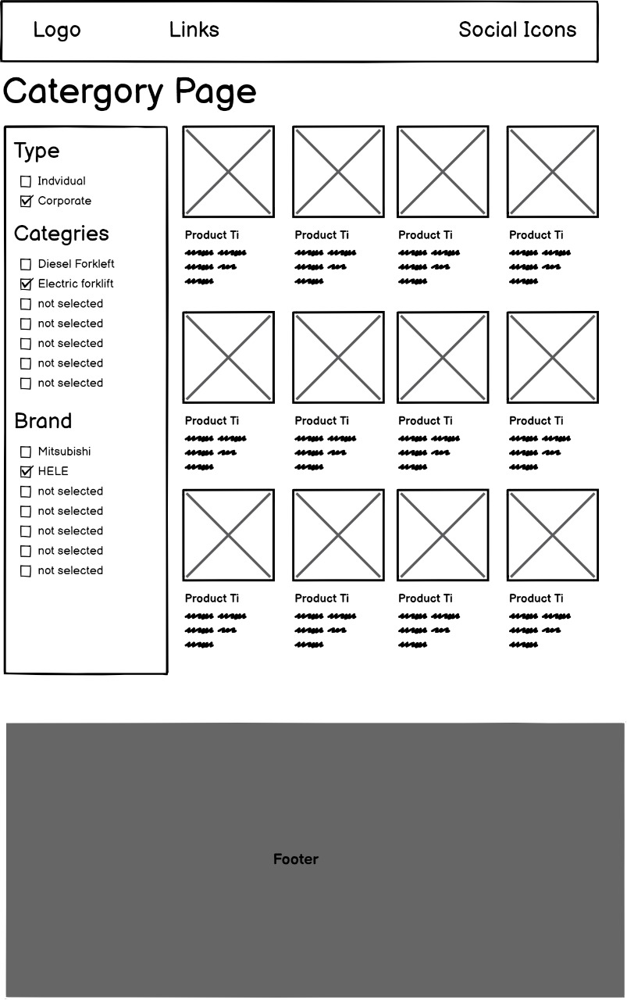 Logo Links Social Icons
Catergory Page
Type
Indvidual
Corporate
Categries
Diesel Forkleft
Electric forklift
not selected
not selected
not selected
not selected
not selected
Brand
Mitsubishi
HELE
not selected
not selected
not selected
not selected
not selected
Product Ti Product Ti Product Ti Product Ti
Product Ti Product Ti Product Ti Product Ti
Product Ti Product Ti Product Ti Product Ti
Footer